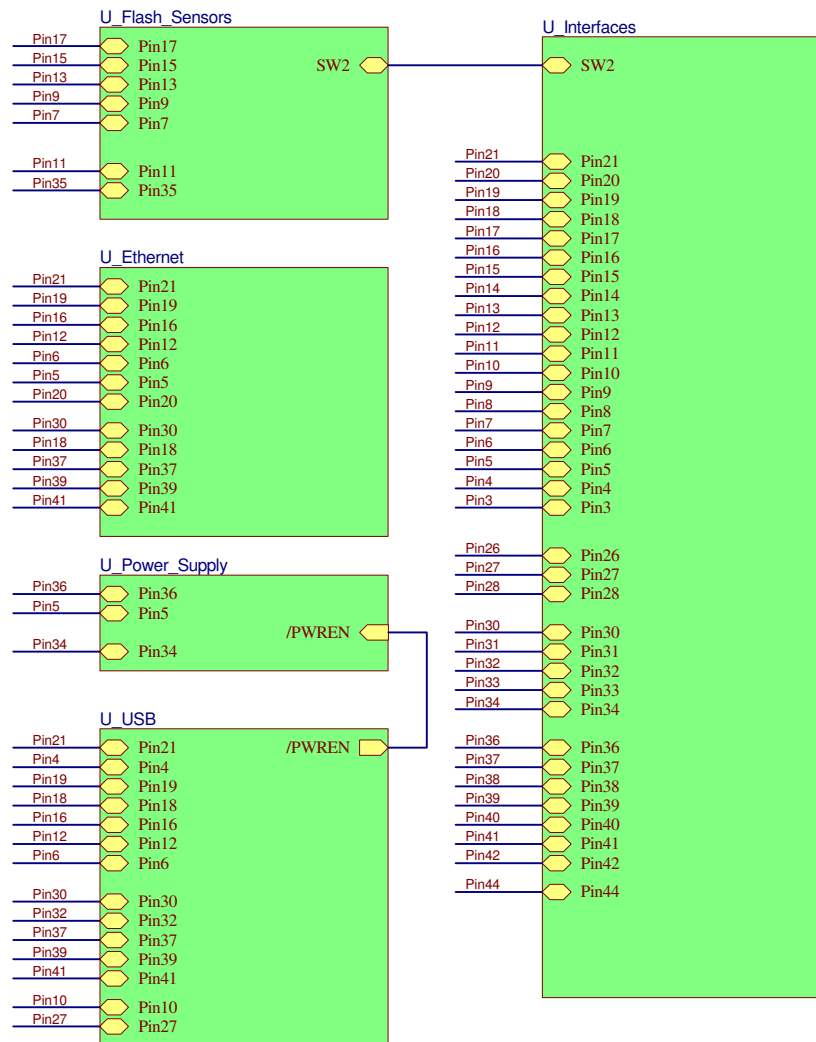 U_Flash_Sensors
Pin17 Pin17
Pin15 Pin15 SW2
Pin13 Pin13
Pin9 Pin9
Pin7 Pin7
Pin11 Pin11
Pin35 Pin35
U_Ethernet
Pin21 Pin21
Pin19 Pin19
Pin16 Pin16
Pin12 Pin12
Pin6 Pin6
Pin5 Pin5
Pin20 Pin20
Pin30 Pin30
Pin18 Pin18
Pin37 Pin37
Pin39 Pin39
Pin41 Pin41
U_Power_Supply
Pin36 Pin36
Pin5 Pin5
/PWREN
Pin34 Pin34
U_USB
Pin21 Pin21 /PWREN
Pin4 Pin4
Pin19 Pin19
Pin18 Pin18
Pin16 Pin16
Pin12 Pin12
Pin6 Pin6
Pin30 Pin30
Pin32 Pin32
Pin37 Pin37
Pin39 Pin39
Pin41 Pin41
Pin10 Pin10
Pin27 Pin27
U_Interfaces
SW2
Pin21 Pin21
Pin20 Pin20
Pin19 Pin19
Pin18 Pin18
Pin17 Pin17
Pin16 Pin16
Pin15 Pin15
Pin14 Pin14
Pin13 Pin13
Pin12 Pin12
Pin11 Pin11
Pin10 Pin10
Pin9 Pin9
Pin8 Pin8
Pin7 Pin7
Pin6 Pin6
Pin5 Pin5
Pin4 Pin4
Pin3 Pin3
Pin26 Pin26
Pin27 Pin27
Pin28 Pin28
Pin30 Pin30
Pin31 Pin31
Pin32 Pin32
Pin33 Pin33
Pin34 Pin34
Pin36 Pin36
Pin37 Pin37
Pin38 Pin38
Pin39 Pin39
Pin40 Pin40
Pin41 Pin41
Pin42 Pin42
Pin44 Pin44